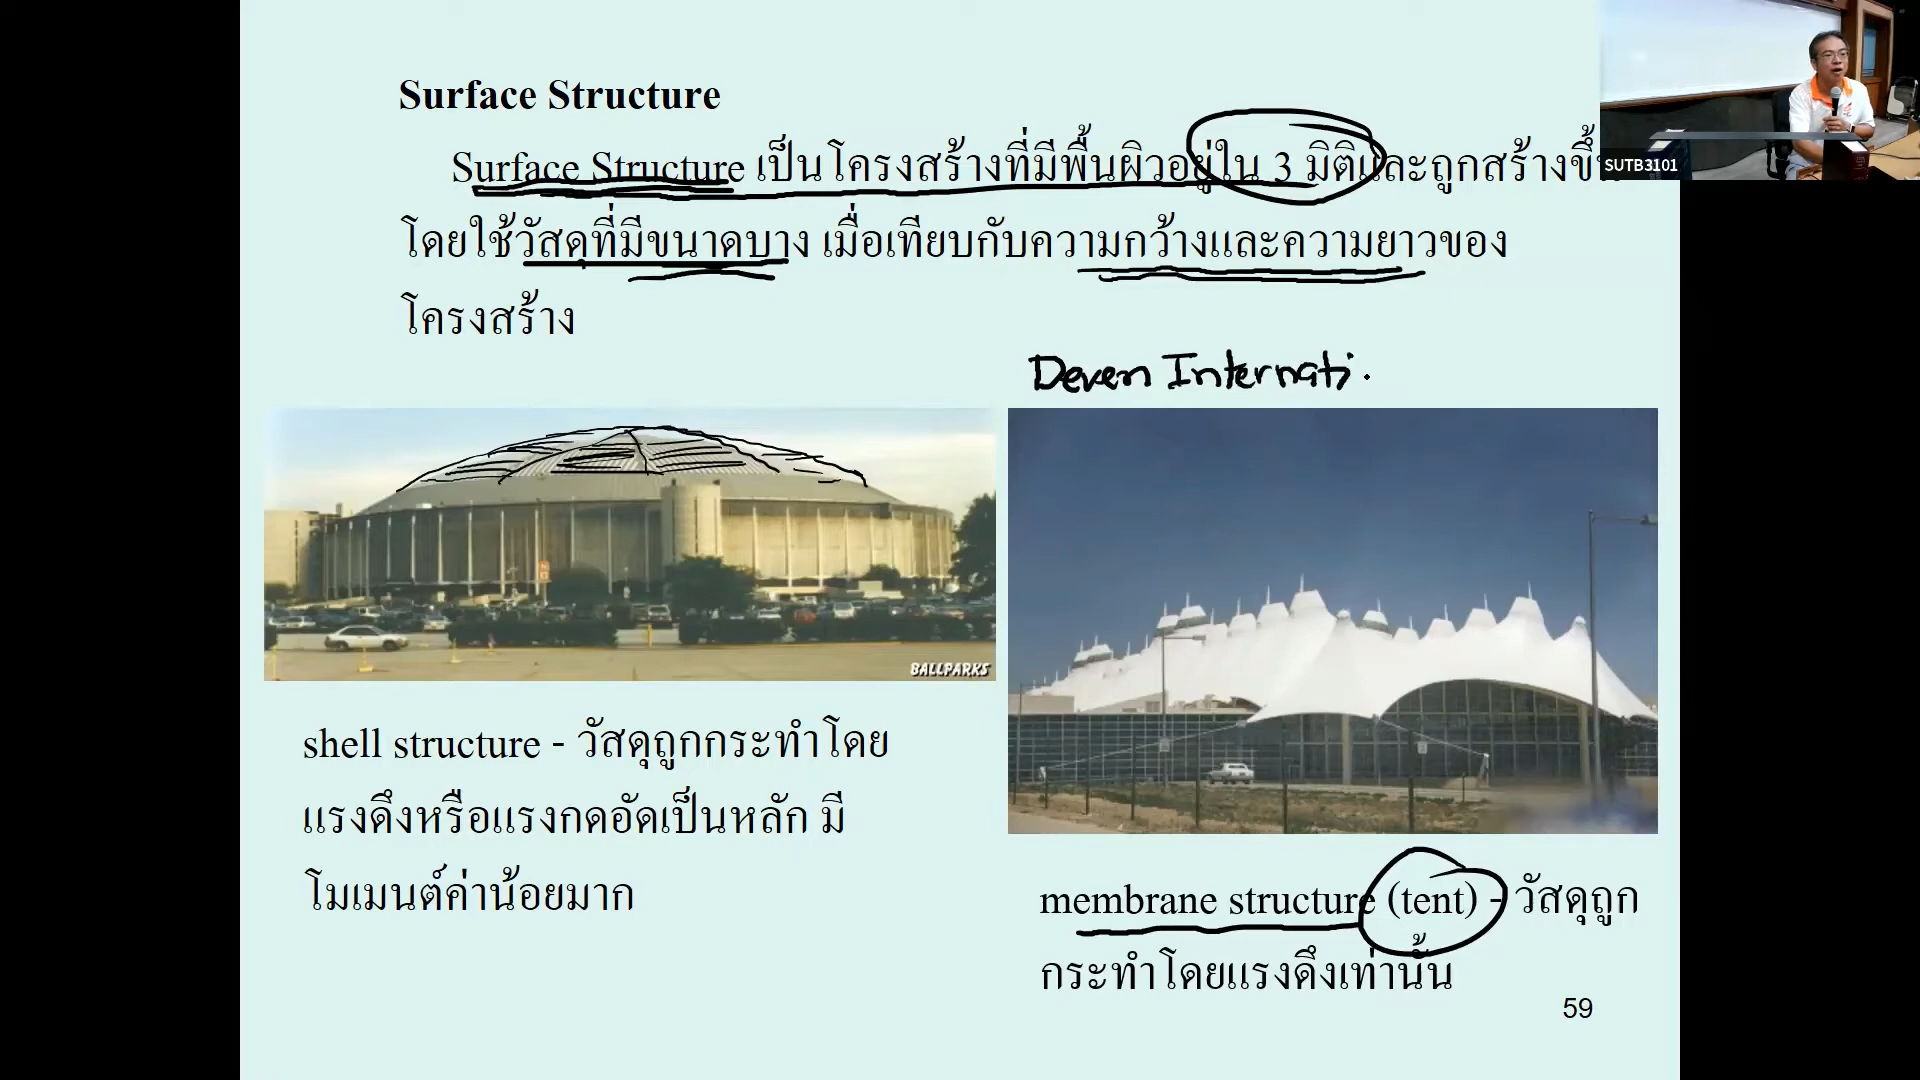 Surface Structure
Surface Structure เป็นโครงสร้างที่มีพื้นผิวอยู่ใน 3 มิติและถูกสร้างขึ้น
โดยใช้วัสดุที่มีขนาดบาง เมื่อเทียบกับความกว้างและความยาวของ
โครงสร้าง
SUTB3101
Deven Internati
BALLPARKS
shell structure - วัสดุถูกกระทำโดย
แรงดึงหรือแรงกดอัดเป็นหลัก มี
โมเมนต์ค่าน้อยมาก
membrane structure (tent) - วัสดุถูก
กระทำโดยแรงดึงเท่านั้น
59